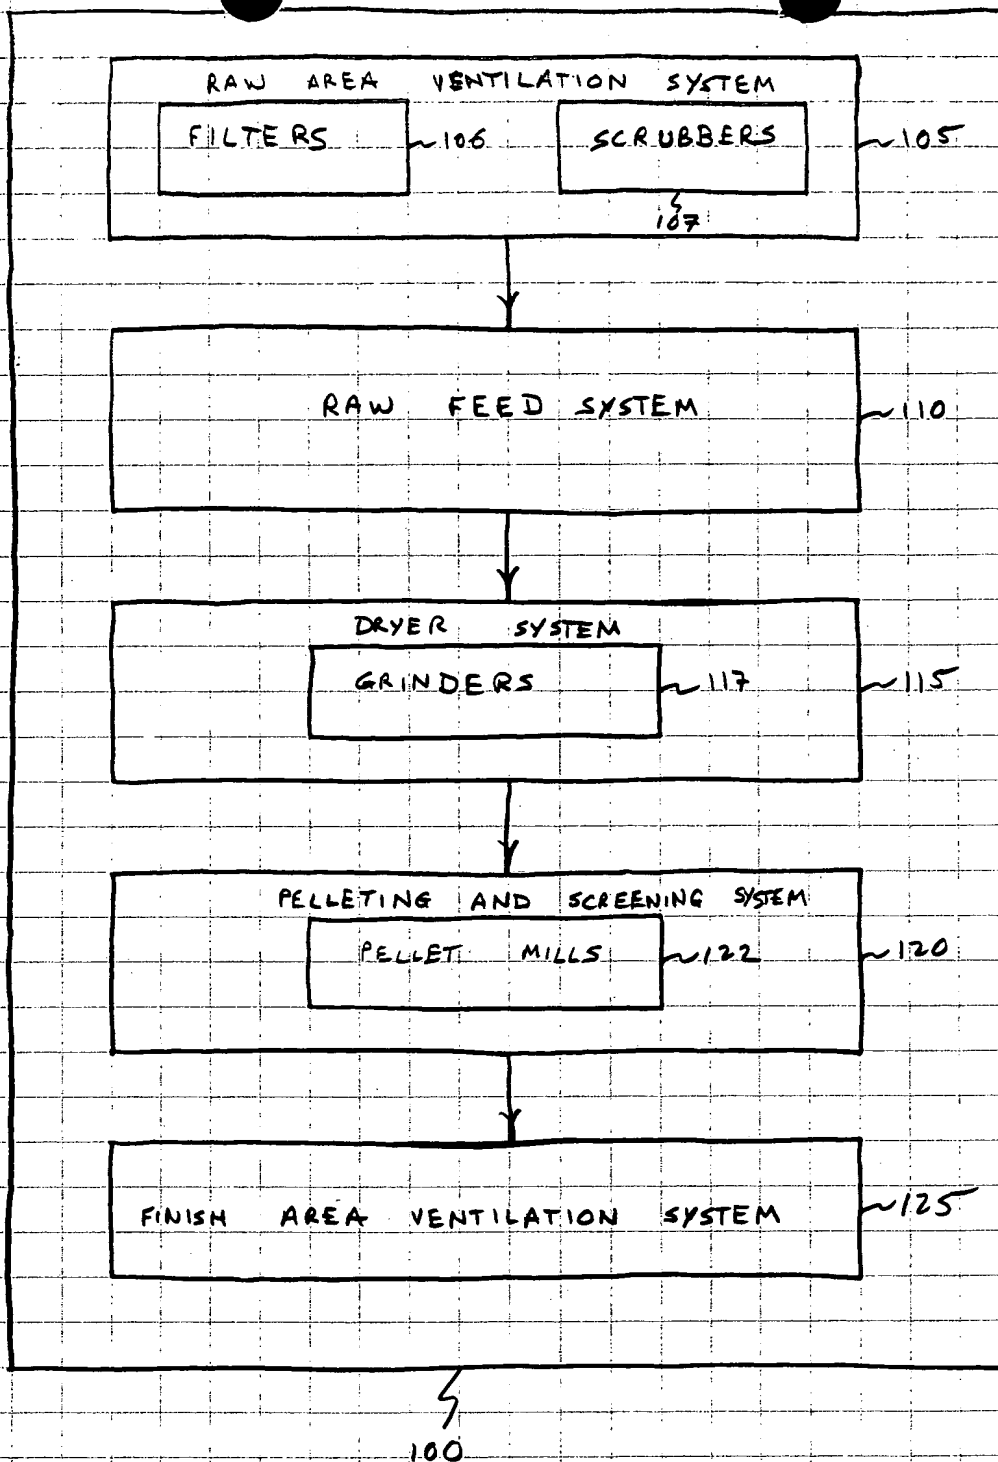 RAW AREA VENTILATION SYSTEM
FILTERS
106
SCRUBBERS
105
107
RAW FEED SYSTEM
110
DRYER SYSTEM
GRINDERS
117
115
PELLETING AND SCREENING SYSTEM
PELLET MILLS
122
120
FINISH AREA VENTILATION SYSTEM
125
100